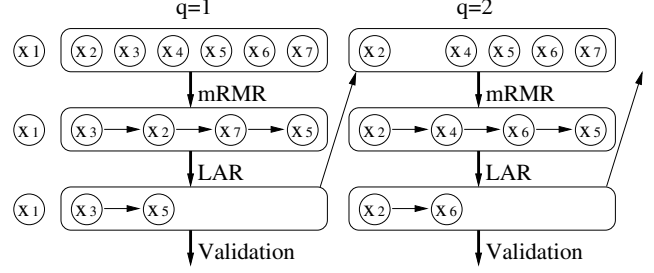 q=1 q=2
x1 x2 x3 x4 x5 x6 x7 x2 x4 x5 x6 x7
mRMR mRMR
x1 x3 x2 x7 x5 x2 x4 x6 x5
LAR LAR
x1 x3 x5 x2 x6
Validation Validation